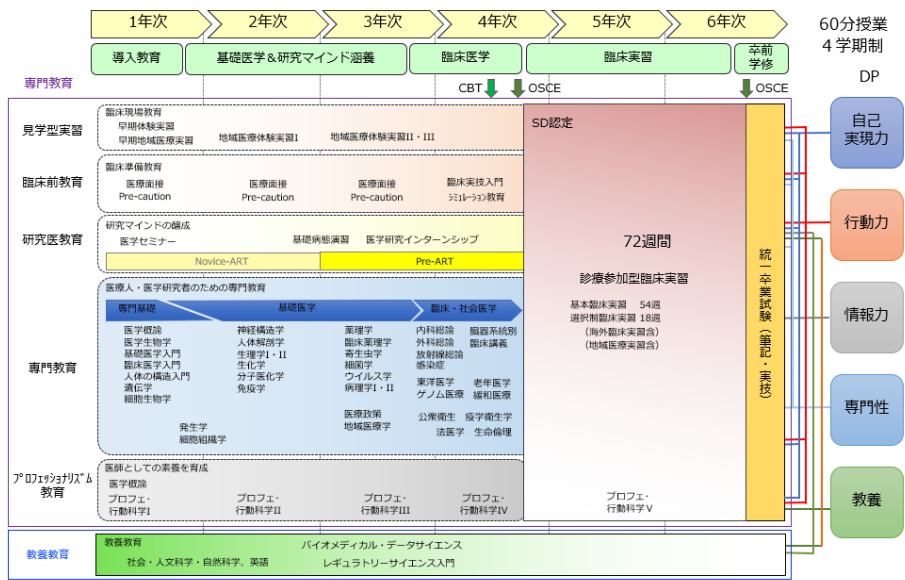 1年次
2年次
3年次
4年次
5年次
6年次
60分授業
４学期制
導入教育
基礎医学＆研究マインド涵養
臨床医学
臨床実習
卒前
学修
DP
専門教育
CBT
OSCE
OSCE
見学型実習
臨床現場教育
早期体験実習
早期地域医療実習
地域医療体験実習I
地域医療体験実習II・III
SD認定
自己
実現力
臨床前教育
臨床準備教育
医療面接
Pre-caution
医療面接
Pre-caution
医療面接
Pre-caution
臨床実技入門
ｼﾐｭﾚｰｼｮﾝ教育
行動力
研究医教育
研究マインドの醸成
医学セミナー
基礎病態演習
医学研究インターンシップ
Novice-ART
Pre-ART
72週間
診療参加型臨床実習
基本臨床実習　54週
選択制臨床実習 18週
（海外臨床実習含）
（地域医療実習含）
統一卒業試験（筆記・実技）
情報力
専門教育
医療人・医学研究者のための専門教育
専門基礎
基礎医学
臨床・社会医学
医学概論
医学生物学
基礎医学入門
臨床医学入門
人体の構造入門
遺伝学
細胞生物学
発生学
細胞組織学
神経構造学
人体解剖学
生理学I・II
生化学
分子医化学
免疫学
薬理学
臨床薬理学
寄生虫学
細菌学
ウイルス学
病理学I・II
医療政策
地域医療学
内科総論
外科総論
放射線総論
感染症
臓器系統別
臨床講義
東洋医学
老年医学
ゲノム医療
緩和医療
公衆衛生
疫学衛生学
法医学
生命倫理
専門性
ﾌﾟﾛﾌｪｯｼｮﾅﾘｽﾞﾑ
教育
医師としての素養を育成
医学概論
プロフェ・
行動科学I
プロフェ・
行動科学II
プロフェ・
行動科学III
プロフェ・
行動科学IV
プロフェ・
行動科学Ⅴ
教養
教養教育
教養教育
社会・人文科学・自然科学、英語
バイオメディカル・データサイエンス
レギュラトリーサイエンス入門